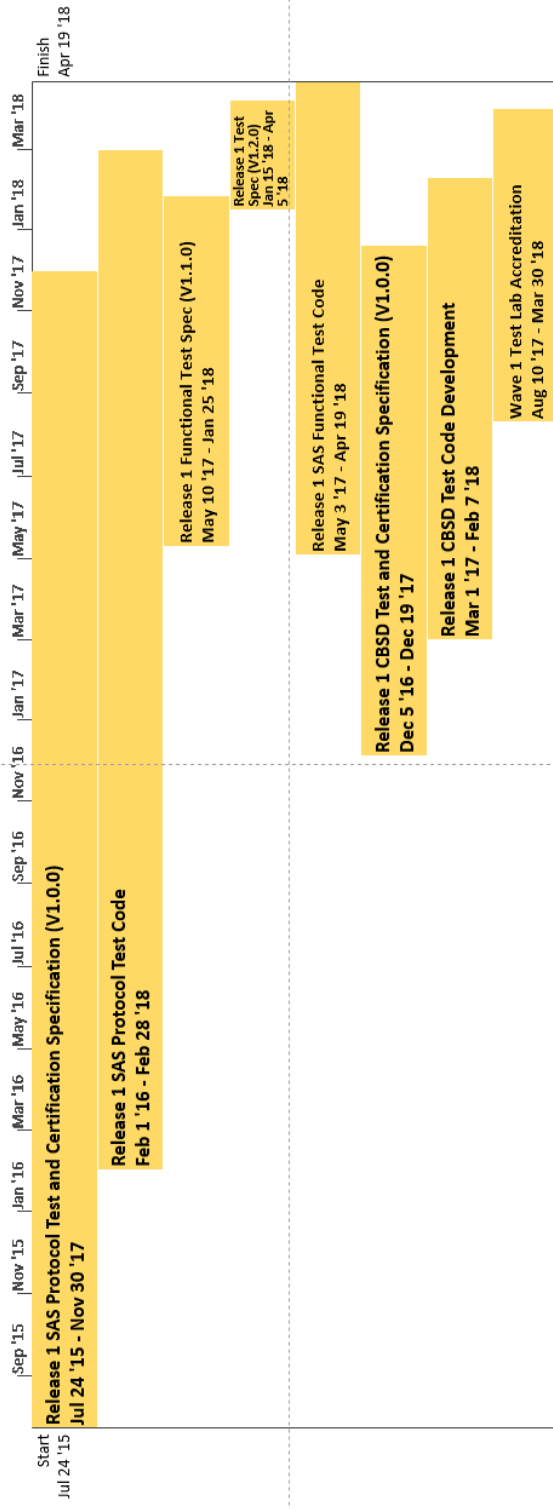 Start
Jul 24 '15
Sep '15
Nov '15
Jan '16
Mar '16
May '16
Jul '16
Sep '16
Nov '16
Jan '17
Mar '17
May '17
Jul '17
Sep '17
Nov '17
Jan '18
Mar '18
Finish
Apr 19 '18
Release 1 SAS Protocol Test and Certification Specification (V1.0.0)
Jul 24 '15 - Nov 30 '17
Release 1 SAS Protocol Test Code
Feb 1 '16 - Feb 28 '18
Release 1 Functional Test Spec (V1.1.0)
May 10 '17 - Jan 25 '18
Release 1 Test
Spec (V1.2.0)
Jan 15 '18 - Apr
5 '18
Release 1 SAS Functional Test Code
May 3 '17 - Apr 19 '18
Release 1 CBSD Test and Certification Specification (V1.0.0)
Dec 5 '16 - Dec 19 '17
Release 1 CBSD Test Code Development
Mar 1 '17 - Feb 7 '18
Wave 1 Test Lab Accreditation
Aug 10 '17 - Mar 30 '18